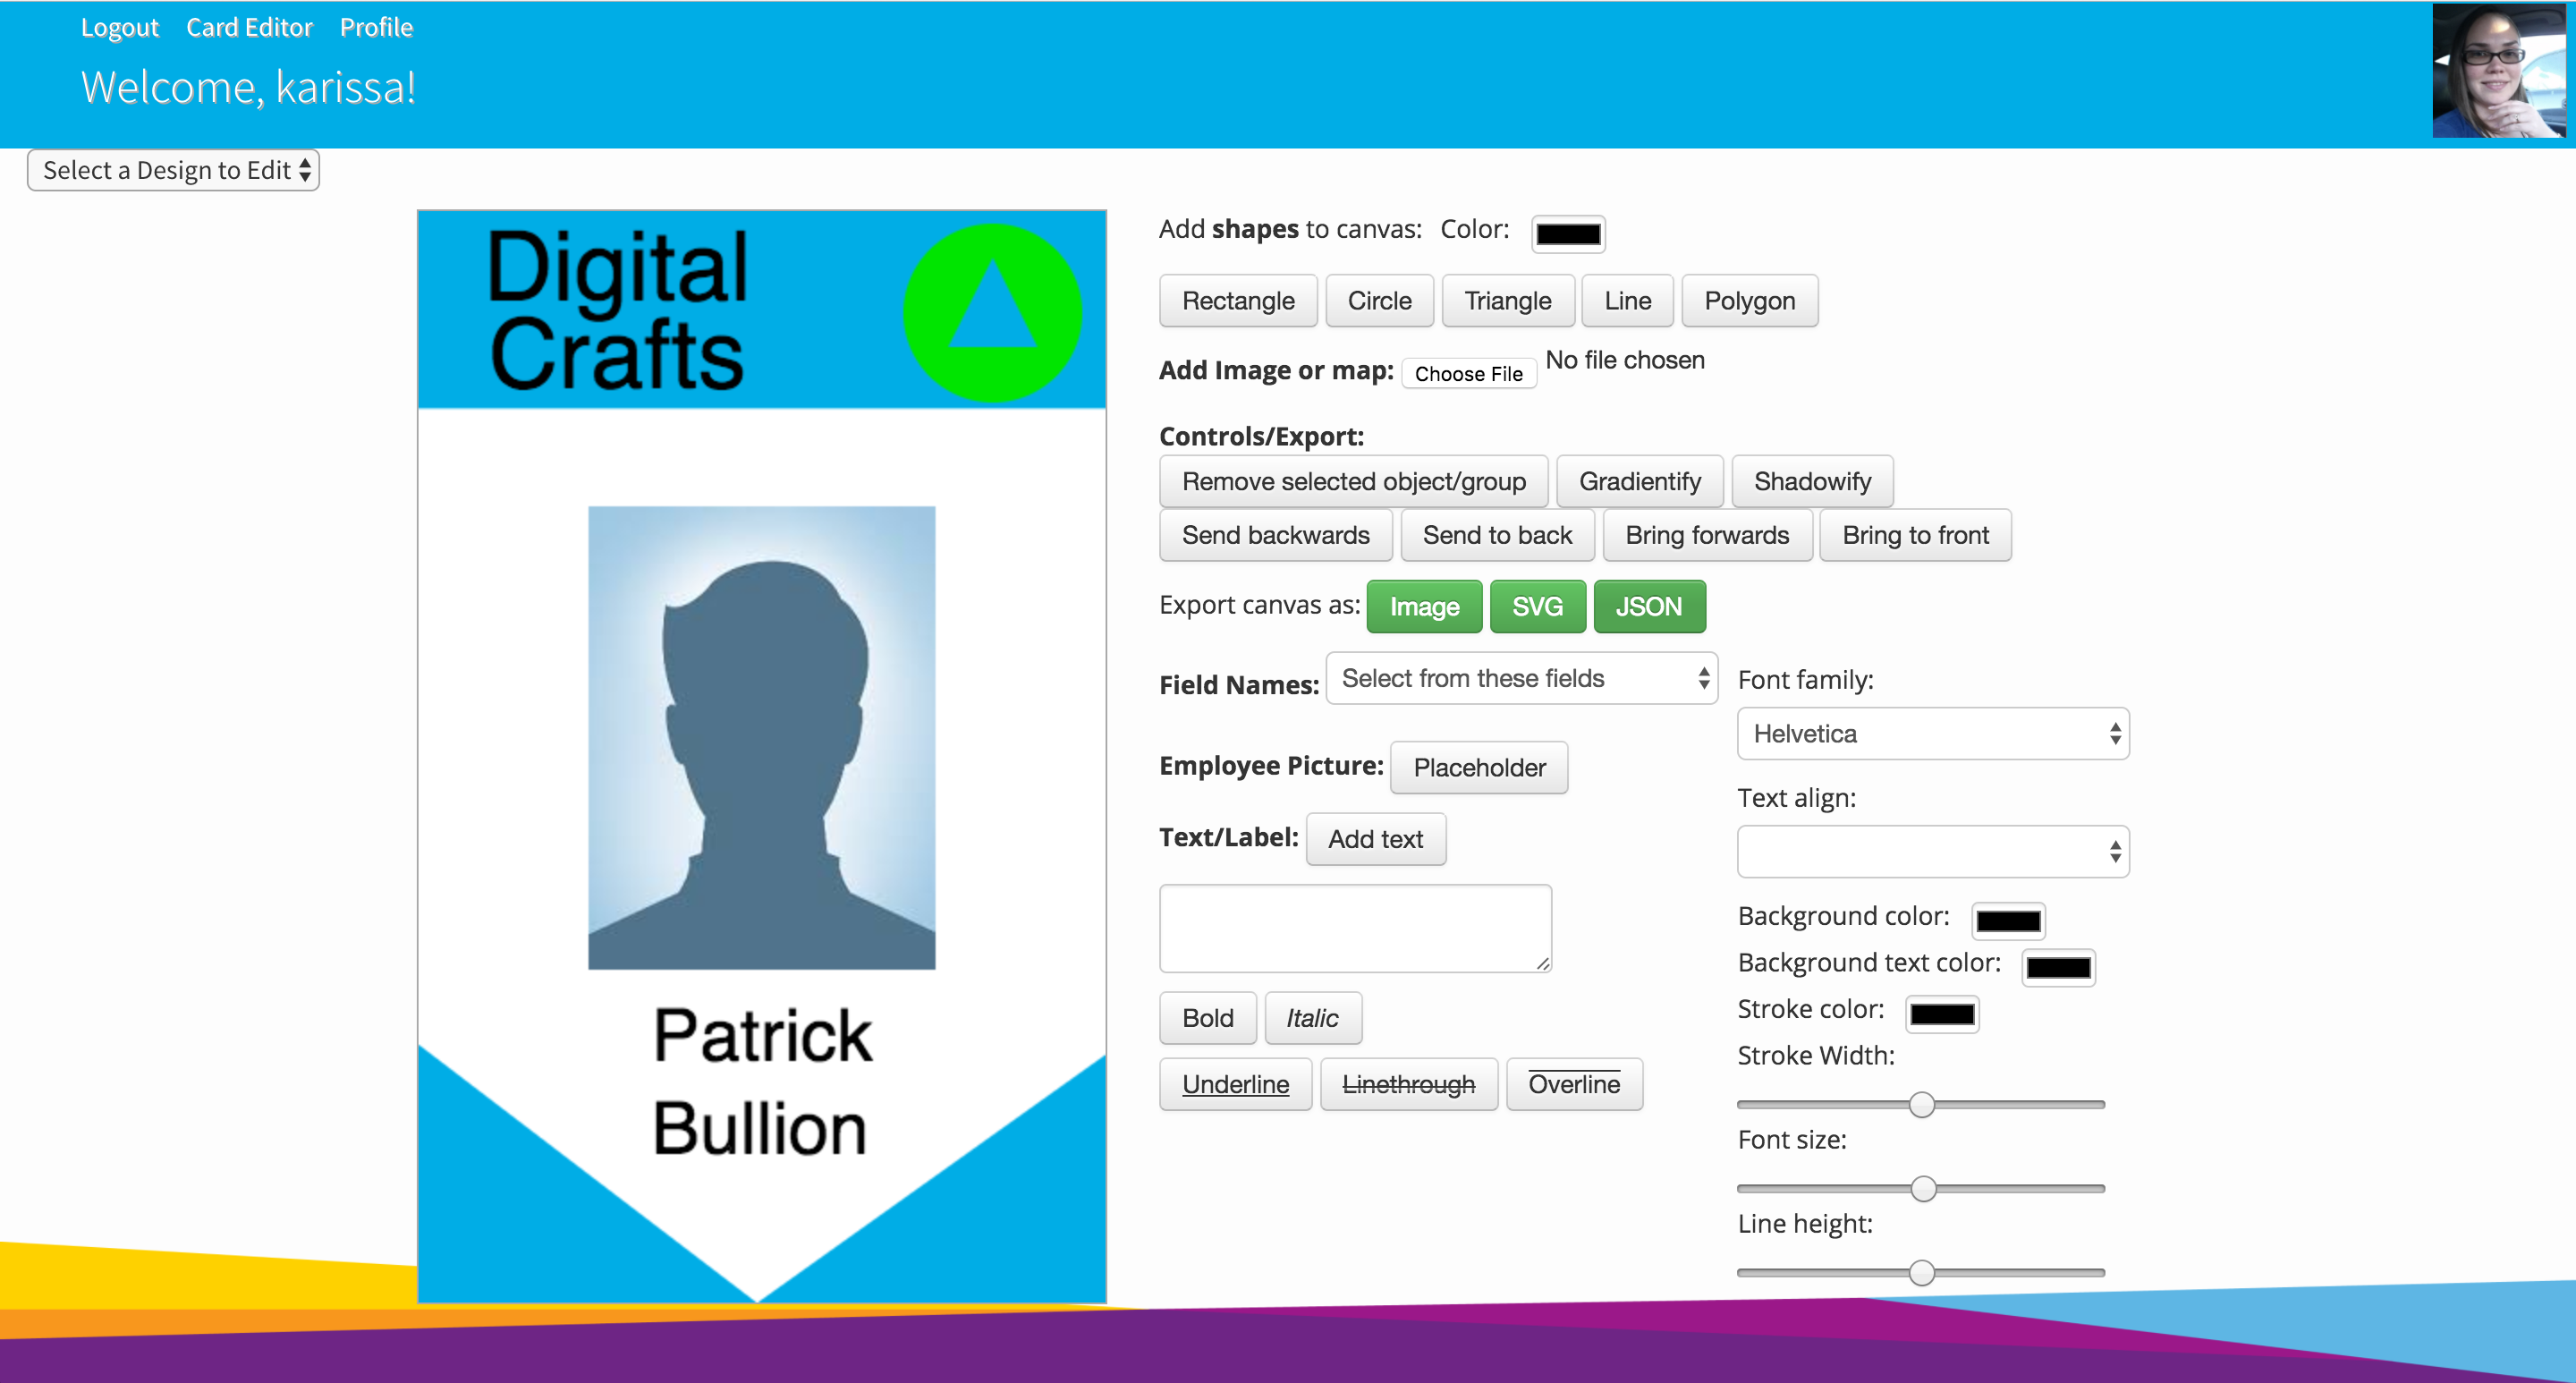 Logout Card Editor Profile
Welcome, karissa!
Select a Design to Edit
Digital
Crafts
Patrick
Bullion
Add shapes to canvas: Color:
Rectangle Circle Triangle Line Polygon
Add Image or map: Choose File No file chosen
Controls/Export:
Remove selected object/group Gradientify Shadowify
Send backwards Send to back Bring forwards Bring to front
Export canvas as: Image SVG JSON
Field Names: Select from these fields
Employee Picture: Placeholder
Text/Label: Add text
Bold Italic
Underline Linethrough Overline
Font family:
Helvetica
Text align:
Background color:
Background text color:
Stroke color:
Stroke Width:
Font size:
Line height: